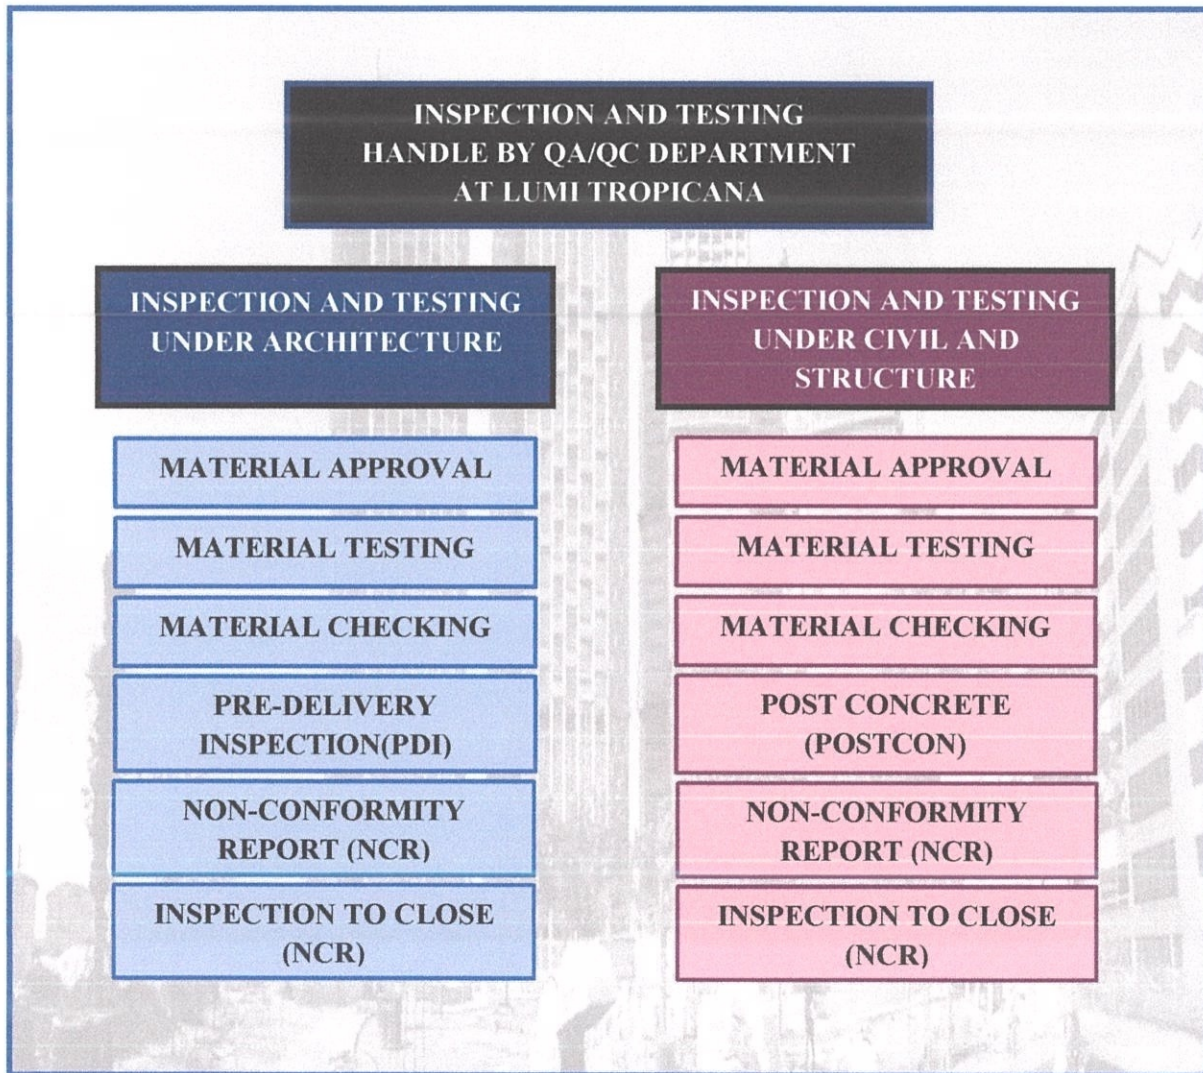 INSPECTION AND TESTING
HANDLE BY QA/QC DEPARTMENT
AT LUMI TROPICANA
INSPECTION AND TESTING
UNDER ARCHITECTURE
MATERIAL APPROVAL
MATERIAL TESTING
MATERIAL CHECKING
PRE-DELIVERY
INSPECTION(PDI)
NON-CONFORMITY
REPORT (NCR)
INSPECTION TO CLOSE
(NCR)
INSPECTION AND TESTING
UNDER CIVIL AND
STRUCTURE
MATERIAL APPROVAL
MATERIAL TESTING
MATERIAL CHECKING
POST CONCRETE
(POSTCON)
NON-CONFORMITY
REPORT (NCR)
INSPECTION TO CLOSE
(NCR)